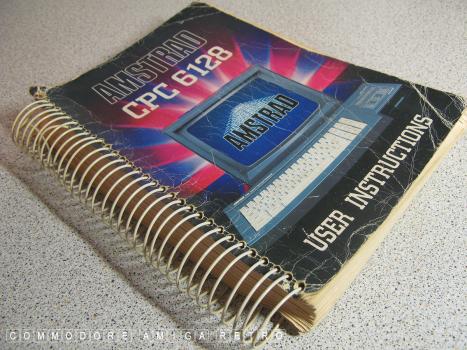 AMSTRAD
CPC 6128
AMSTRAD
USER INSTRUCTIONS
COMMODORE AMIGA RETRO